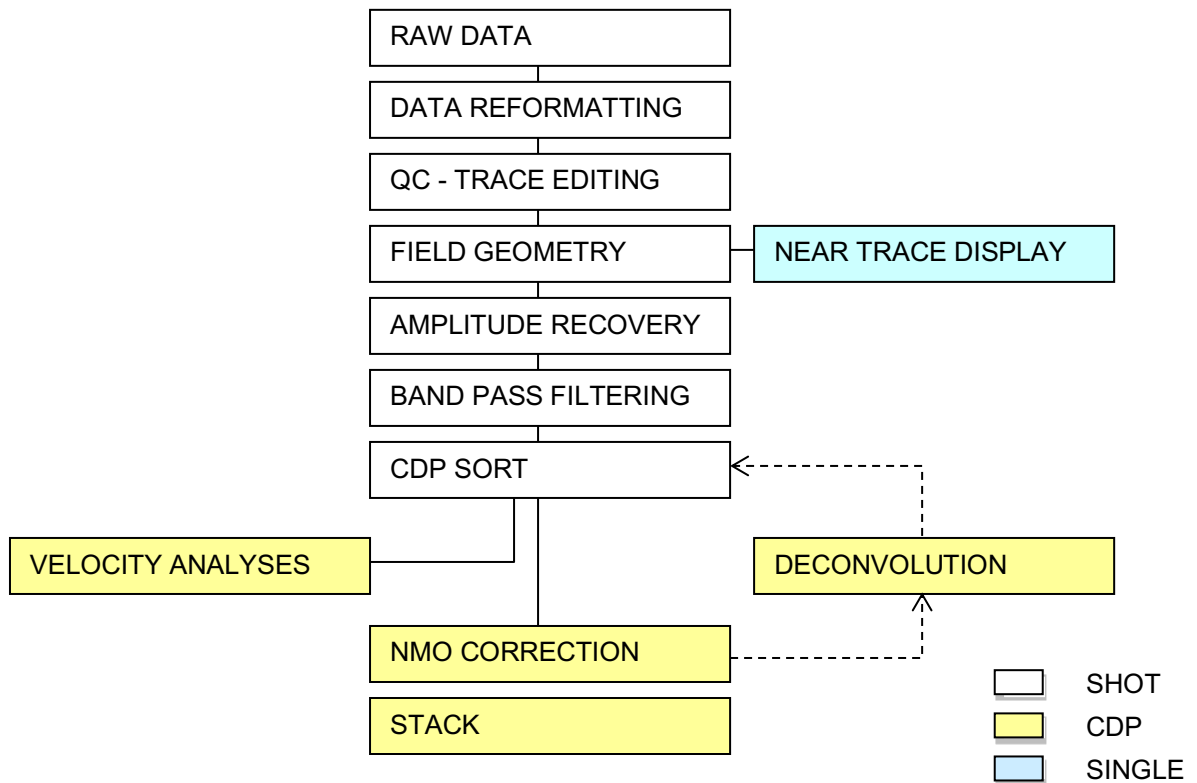 RAW DATA
DATA REFORMATTING
QC - TRACE EDITING
FIELD GEOMETRY
NEAR TRACE DISPLAY
AMPLITUDE RECOVERY
BAND PASS FILTERING
CDP SORT
VELOCITY ANALYSES
DECONVOLUTION
NMO CORRECTION
STACK
SHOT
CDP
SINGLE